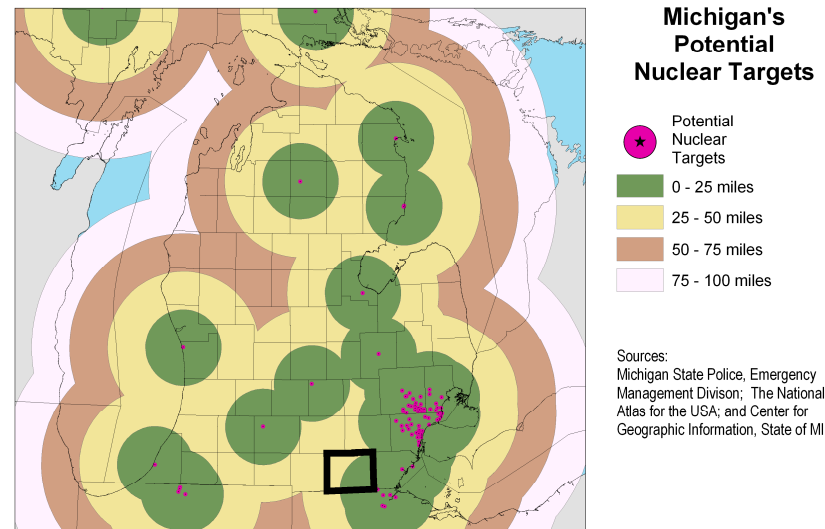 Michigan's
Potential
Nuclear Targets
Potential
Nuclear
Targets
0 - 25 miles
25 - 50 miles
50 - 75 miles
75 - 100 miles
Sources:
Michigan State Police, Emergency
Management Divison; The National
Atlas for the USA; and Center for
Geographic Information, State of MI